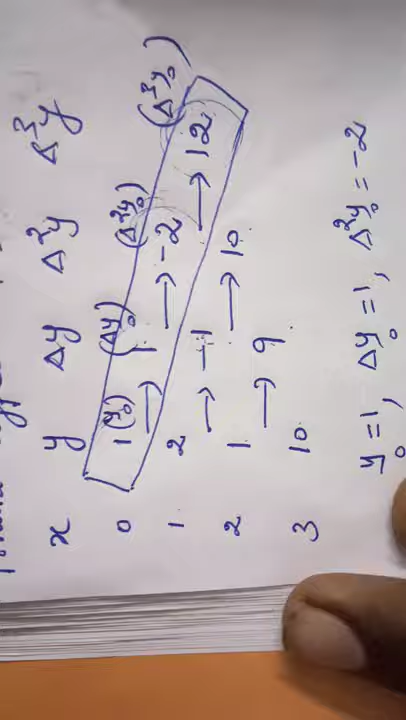 x y Δy Δ²y Δ³y
0 1(y₀) 1(Δy₀) (Δ²y₀) (Δ³y₀)
→ → -2
1 2 → 12
→ -1
2 1 → 10
→ 9
3 10
y₀=1, Δy₀=1, Δ²y₀=-2